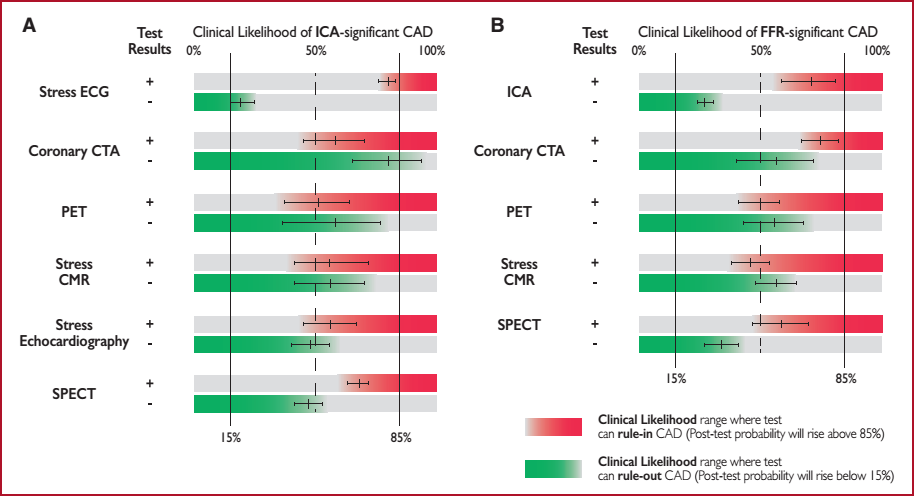 A
Test Results
Clinical Likelihood of ICA-significant CAD
0% 50% 100%
Stress ECG
+
-
Coronary CTA
+
-
PET
+
-
Stress
CMR
+
-
Stress
Echocardiography
+
-
SPECT
+
-
15% 85%
B
Test Results
Clinical Likelihood of FFR-significant CAD
0% 50% 100%
ICA
+
-
Coronary CTA
+
-
PET
+
-
Stress
CMR
+
-
SPECT
+
-
15% 85%
Clinical Likelihood range where test
can rule-in CAD (Post-test probability will rise above 85%)
Clinical Likelihood range where test
can rule-out CAD (Post-test probability will rise below 15%)